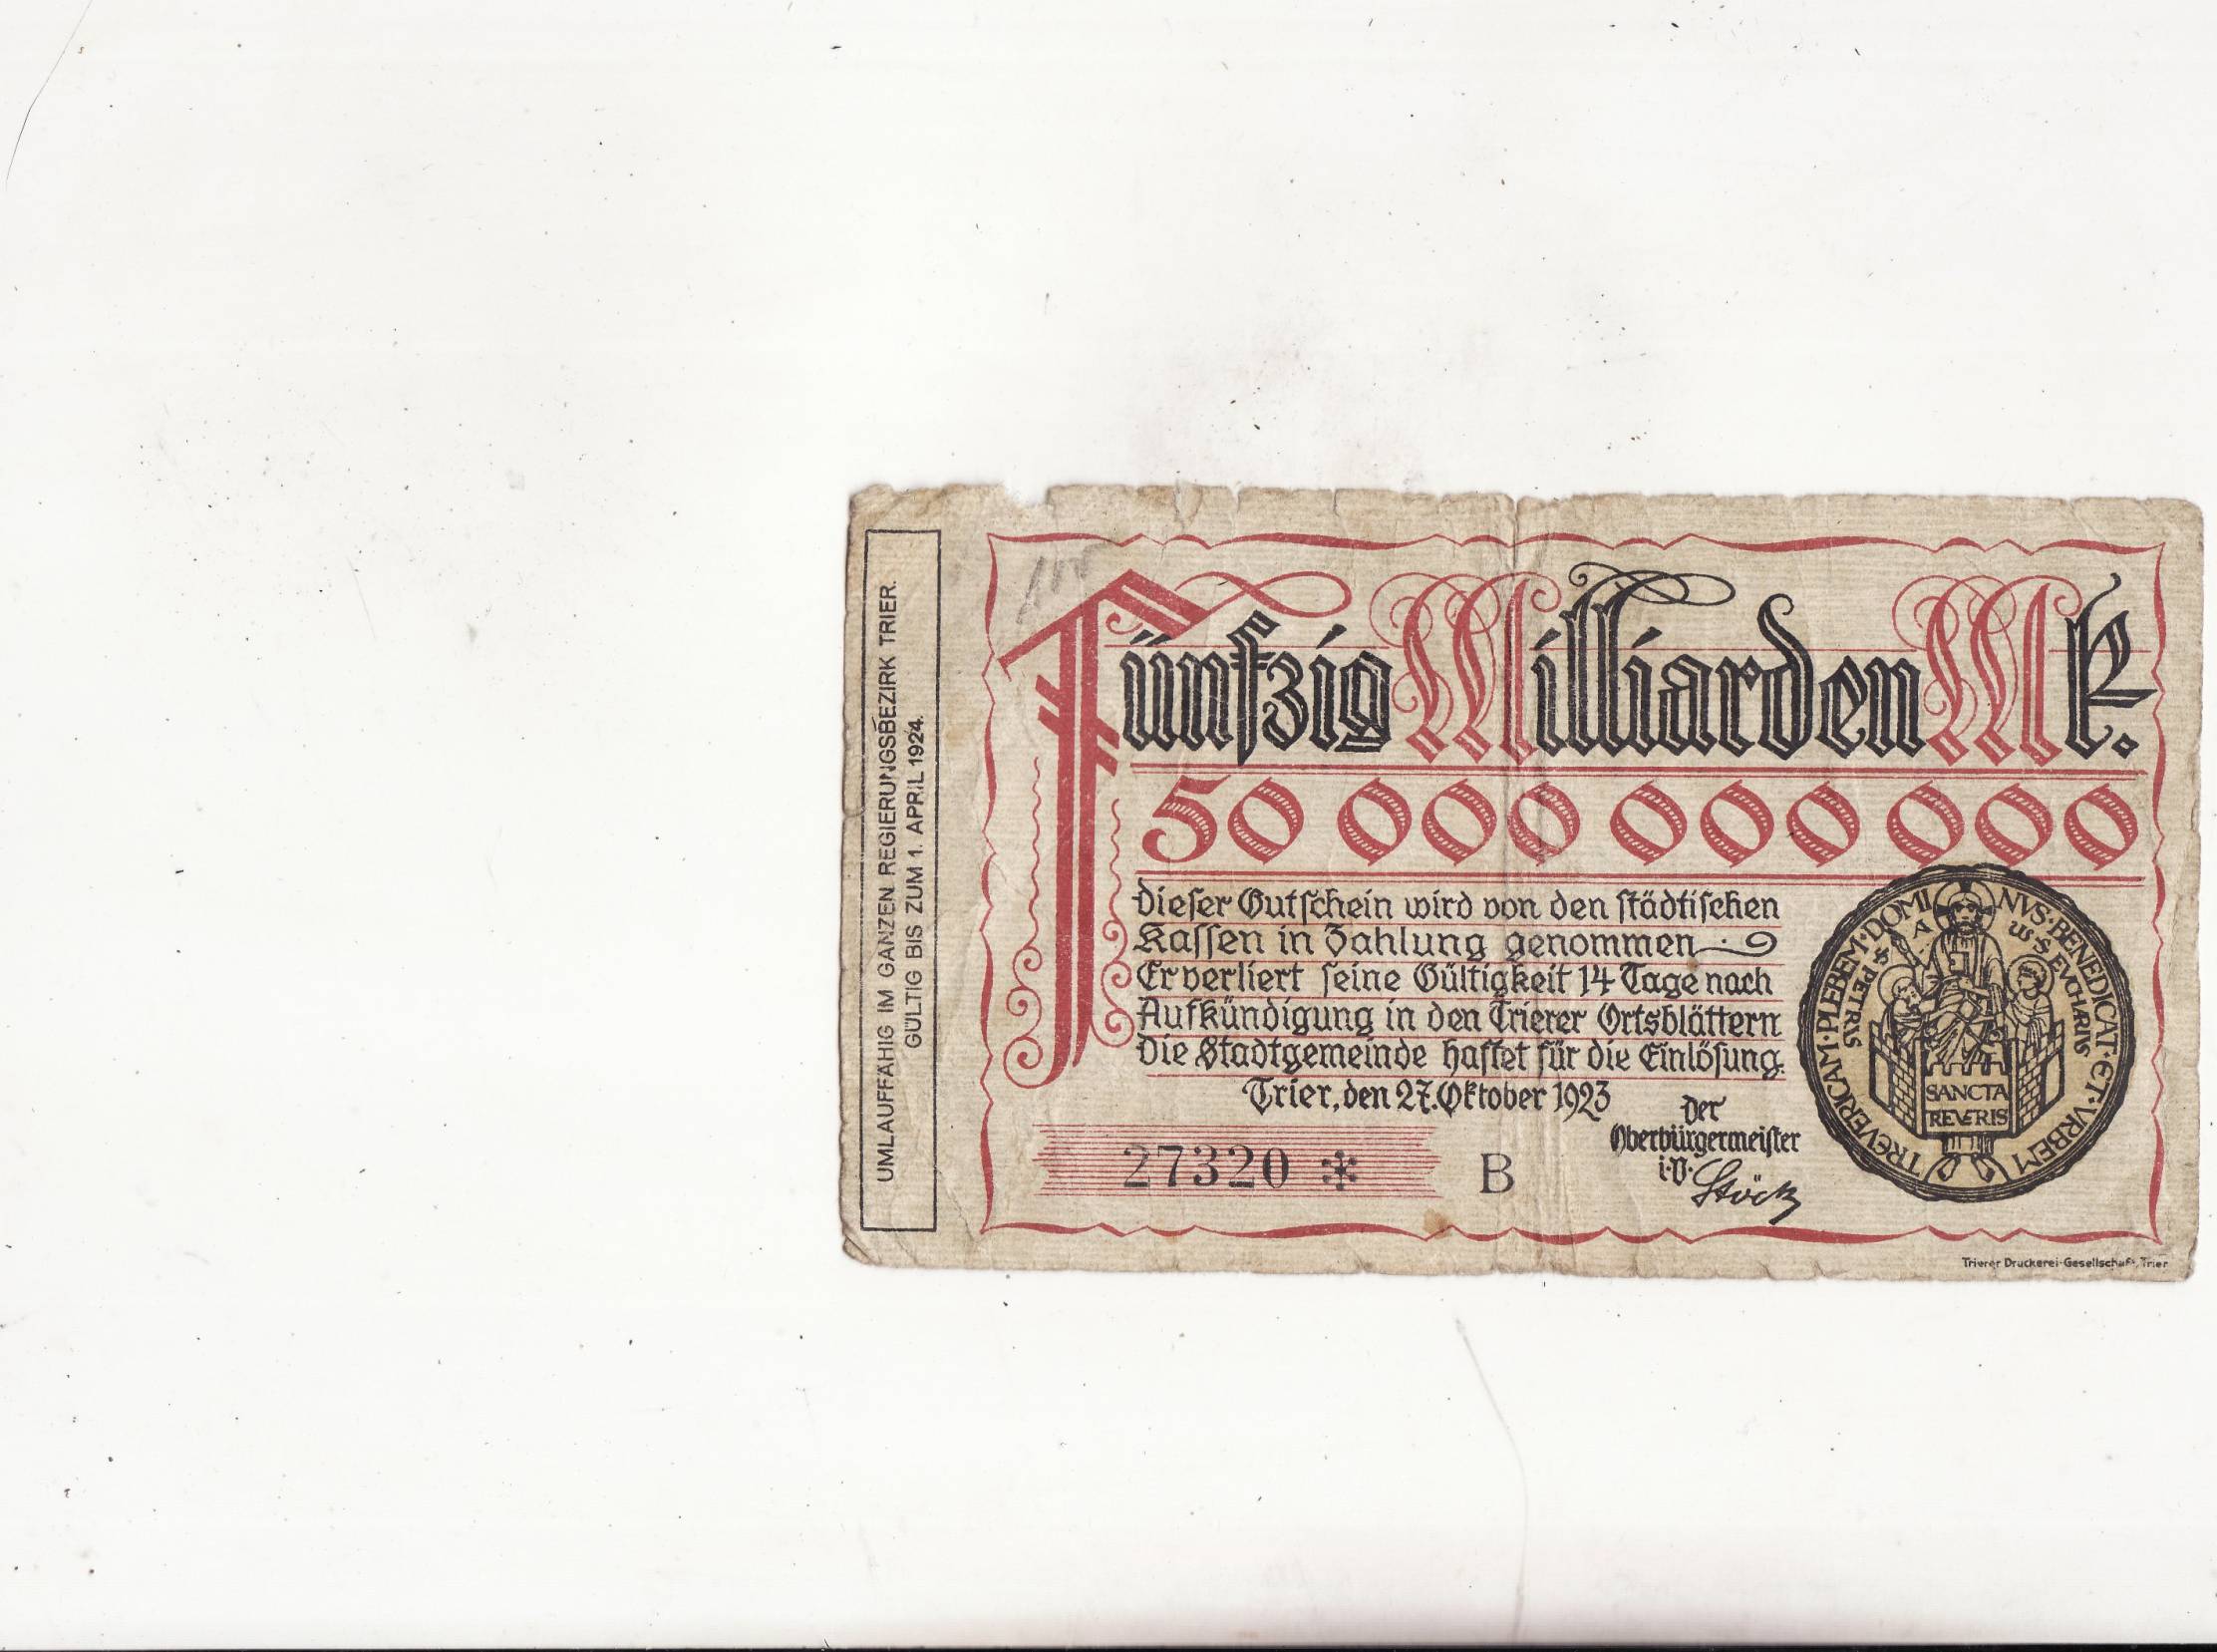 UMLAUFFÄHIG IM GANZEN REGIERUNGSBEZIRK TRIER.
GÜLTIG BIS ZUM 1. APRIL 1924.
Fünfzig Milliarden Mk.
50 000 000 000
Dieser Gutschein wird von den städtischen
Kassen in Zahlung genommen
Er verliert seine Gültigkeit 14 Tage nach
Aufkündigung in den Trierer Ortsblättern
Die Stadtgemeinde haftet für die Einlösung.
Trier, den 27. Oktober 1923
Der
Oberbürgermeister
i.V. Stöck
27320 *
B
TREVERICAM·PLEBEM·DOMINVS·BENEDICAT·ET·VRBEM
A
S PETRVS
S EVCHARIVS
SANCTA
TREVERIS
Trierer Druckerei-Gesellschaft, Trier